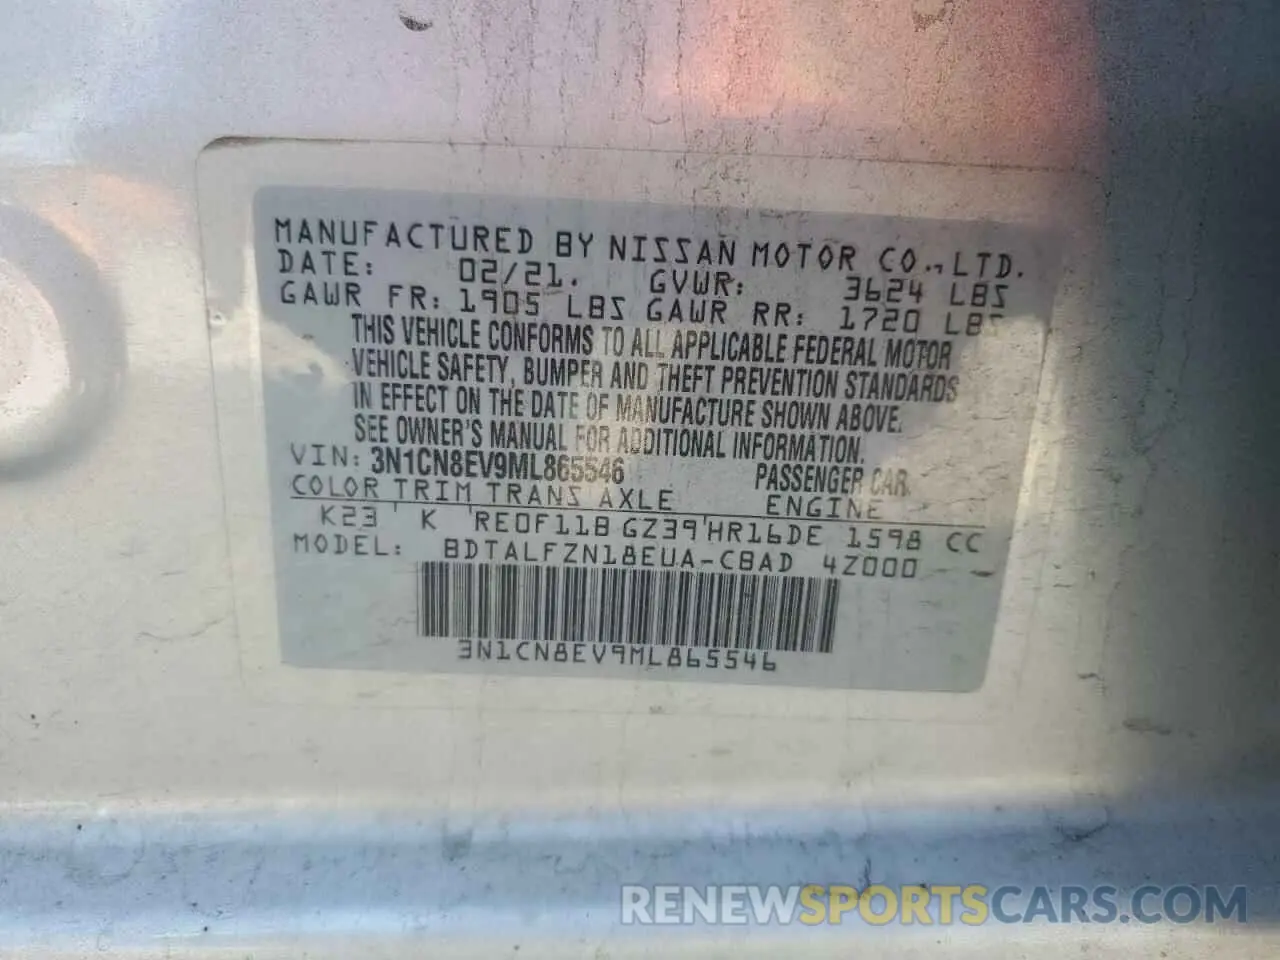 MANUFACTURED BY NISSAN MOTOR CO., LTD.
DATE: 02/21. GVWR: 3624 LBS
GAWR FR: 1905 LBS GAWR RR: 1720 LBS
THIS VEHICLE CONFORMS TO ALL APPLICABLE FEDERAL MOTOR
VEHICLE SAFETY, BUMPER AND THEFT PREVENTION STANDARDS
IN EFFECT ON THE DATE OF MANUFACTURE SHOWN ABOVE.
SEE OWNER'S MANUAL FOR ADDITIONAL INFORMATION.
VIN: 3N1CN8EV9ML865546 PASSENGER CAR
COLOR TRIM TRANS AXLE ENGINE
K23 K RE0F11B GZ39 HR16DE 1598 CC
MODEL: BDTALFZN18EUA-CBAD 4Z000 - -
3N1CN8EV9ML865546
RENEWSPORTSCARS.COM